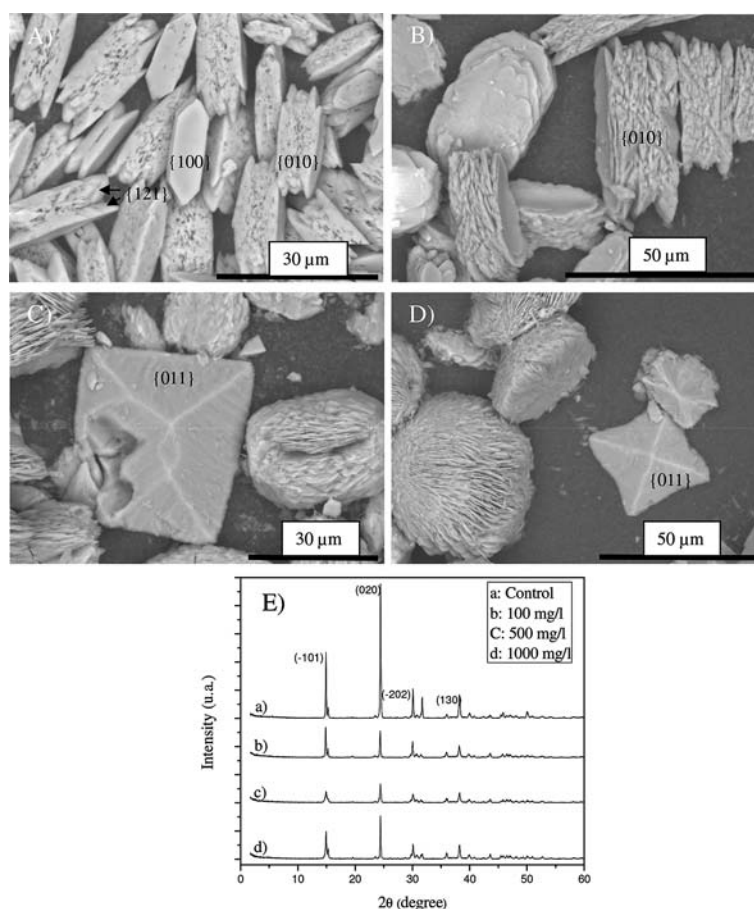 A)
{100}
{010}
{121}
30 µm
B)
{010}
50 µm
C)
{011}
30 µm
D)
{011}
50 µm
E)
a: Control
b: 100 mg/l
C: 500 mg/l
d: 1000 mg/l
(020)
(-101)
(-202)
(130)
a)
b)
c)
d)
Intensity (u.a.)
0 10 20 30 40 50 60
2θ (degree)